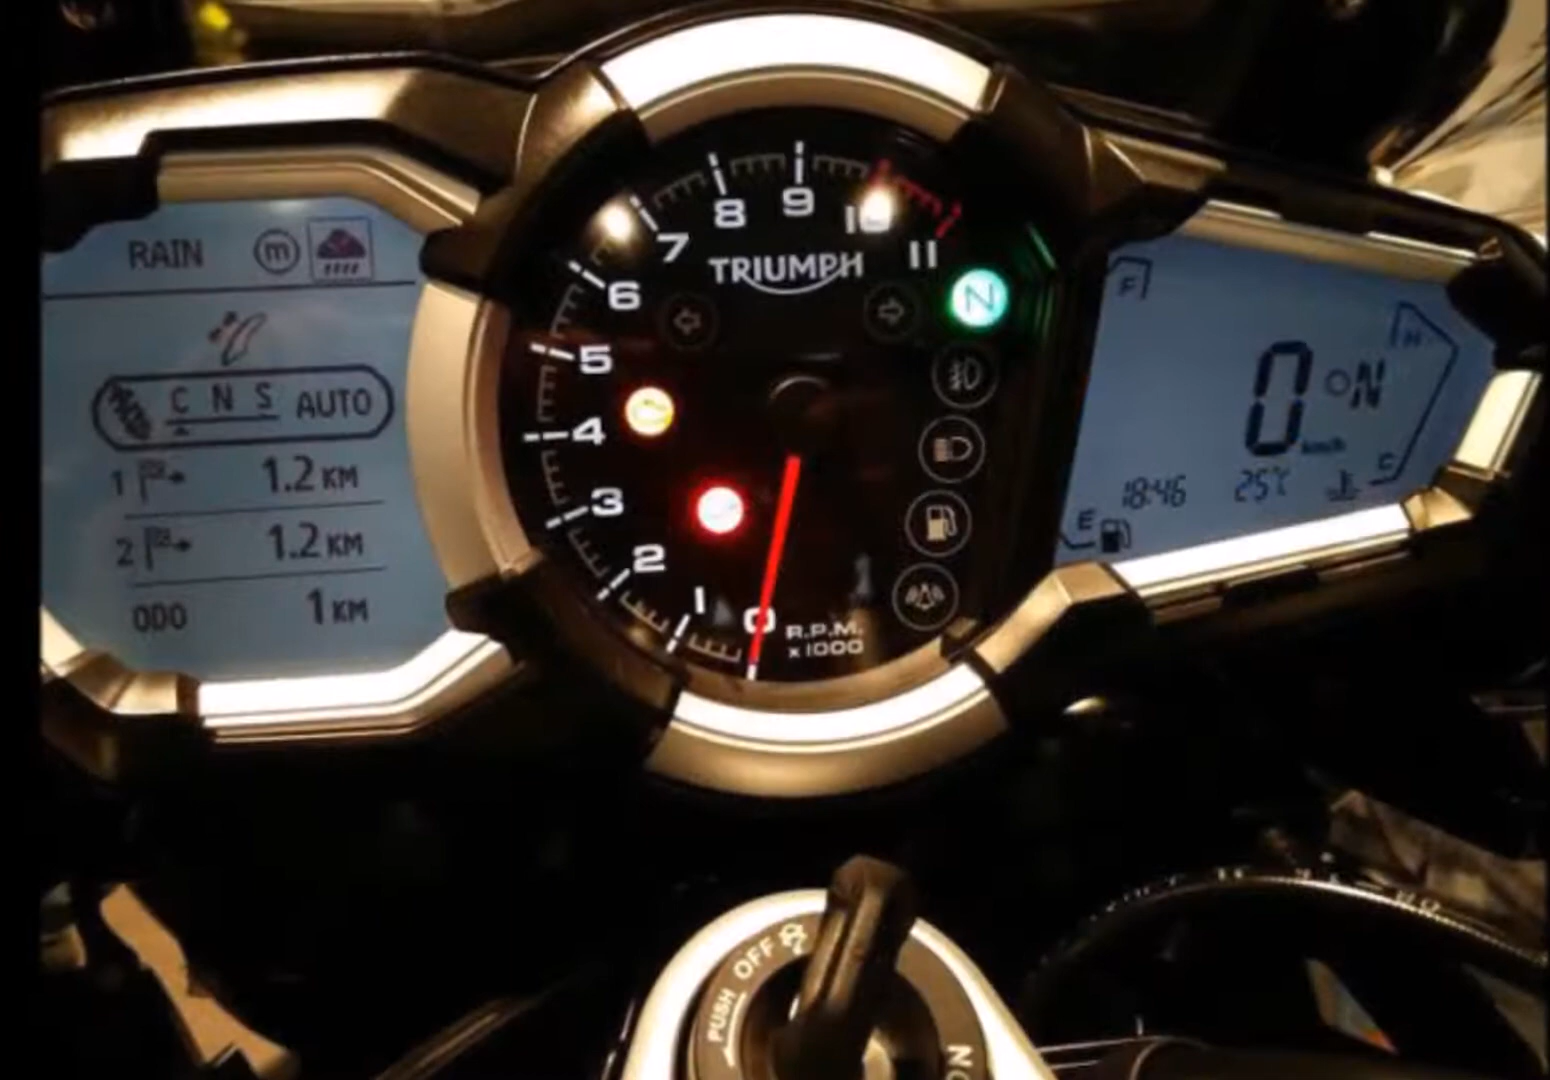 RAIN m
C N S AUTO
1 1.2 KM
2 1.2 KM
ODO 1 KM
0 1 2 3 4 5 6 7 8 9 10 11
TRIUMPH
N
R.P.M.
x1000
F
H
0 N
km/h
18:46 25°C
C
E
OFF
PUSH
ON